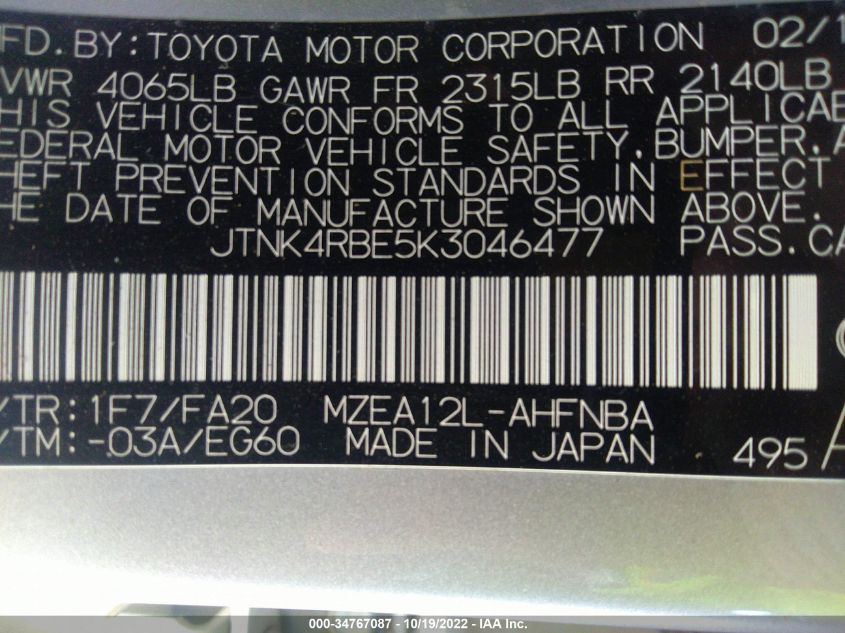 FD. BY: TOYOTA MOTOR CORPORATION 02/1
VWR 4065LB GAWR FR 2315LB RR 2140LB
HIS VEHICLE CONFORMS TO ALL APPLICAB
EDERAL MOTOR VEHICLE SAFETY, BUMPER, A
HEFT PREVENTION STANDARDS IN EFFECT
HE DATE OF MANUFACTURE SHOWN ABOVE.
JTNK4RBE5K3046477 PASS.CA
/TR: 1F7/FA20 MZEA12L-AHFNBA
/TM: -03A/EG60 MADE IN JAPAN 495 A
000-34767087 - 10/19/2022 - IAA Inc.